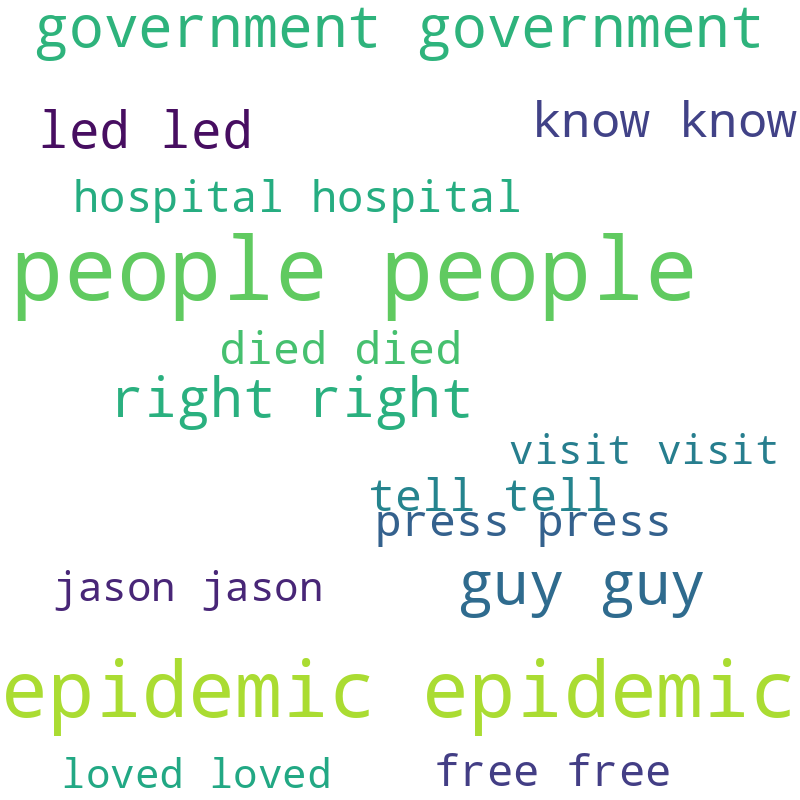 government government
led led
know know
hospital hospital
people people
died died
right right
visit visit
tell tell
press press
jason jason
guy guy
epidemic epidemic
loved loved
free free